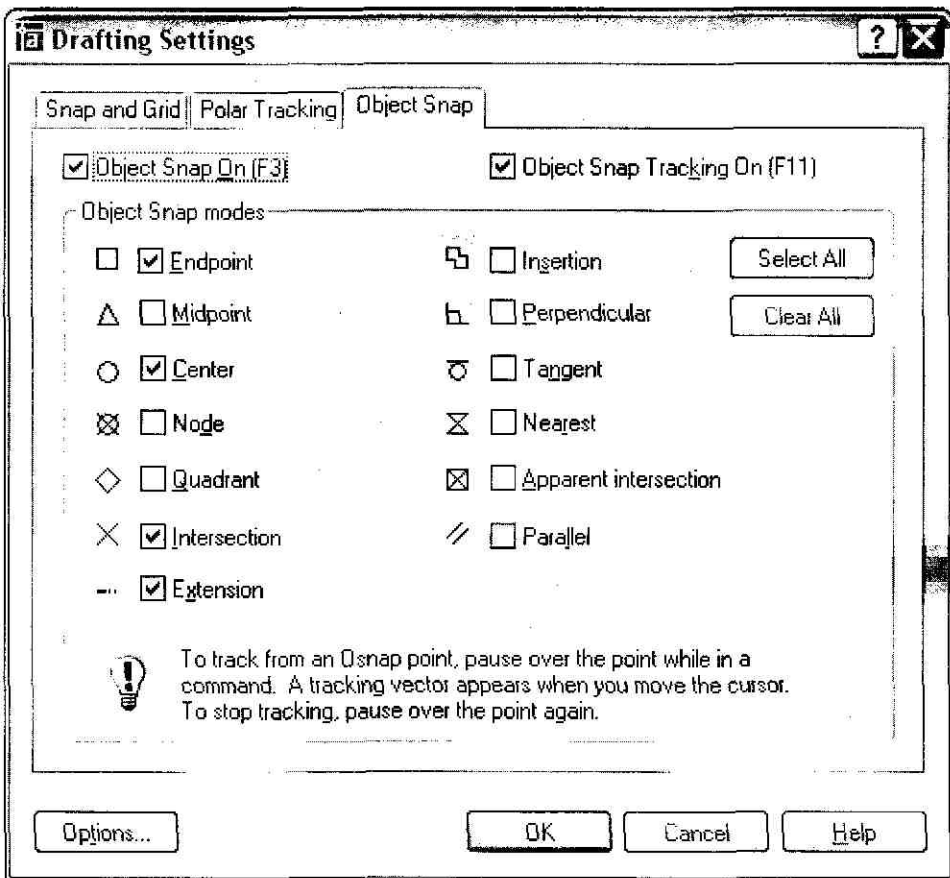 Drafting Settings
Snap and Grid Polar Tracking Object Snap
Object Snap On (F3) Object Snap Tracking On (F11)
Object Snap modes
Endpoint Insertion Select All
Midpoint Perpendicular Clear All
Center Tangent
Node Nearest
Quadrant Apparent intersection
Intersection Parallel
Extension
To track from an Osnap point, pause over the point while in a
command. A tracking vector appears when you move the cursor.
To stop tracking, pause over the point again.
Options... OK Cancel Help